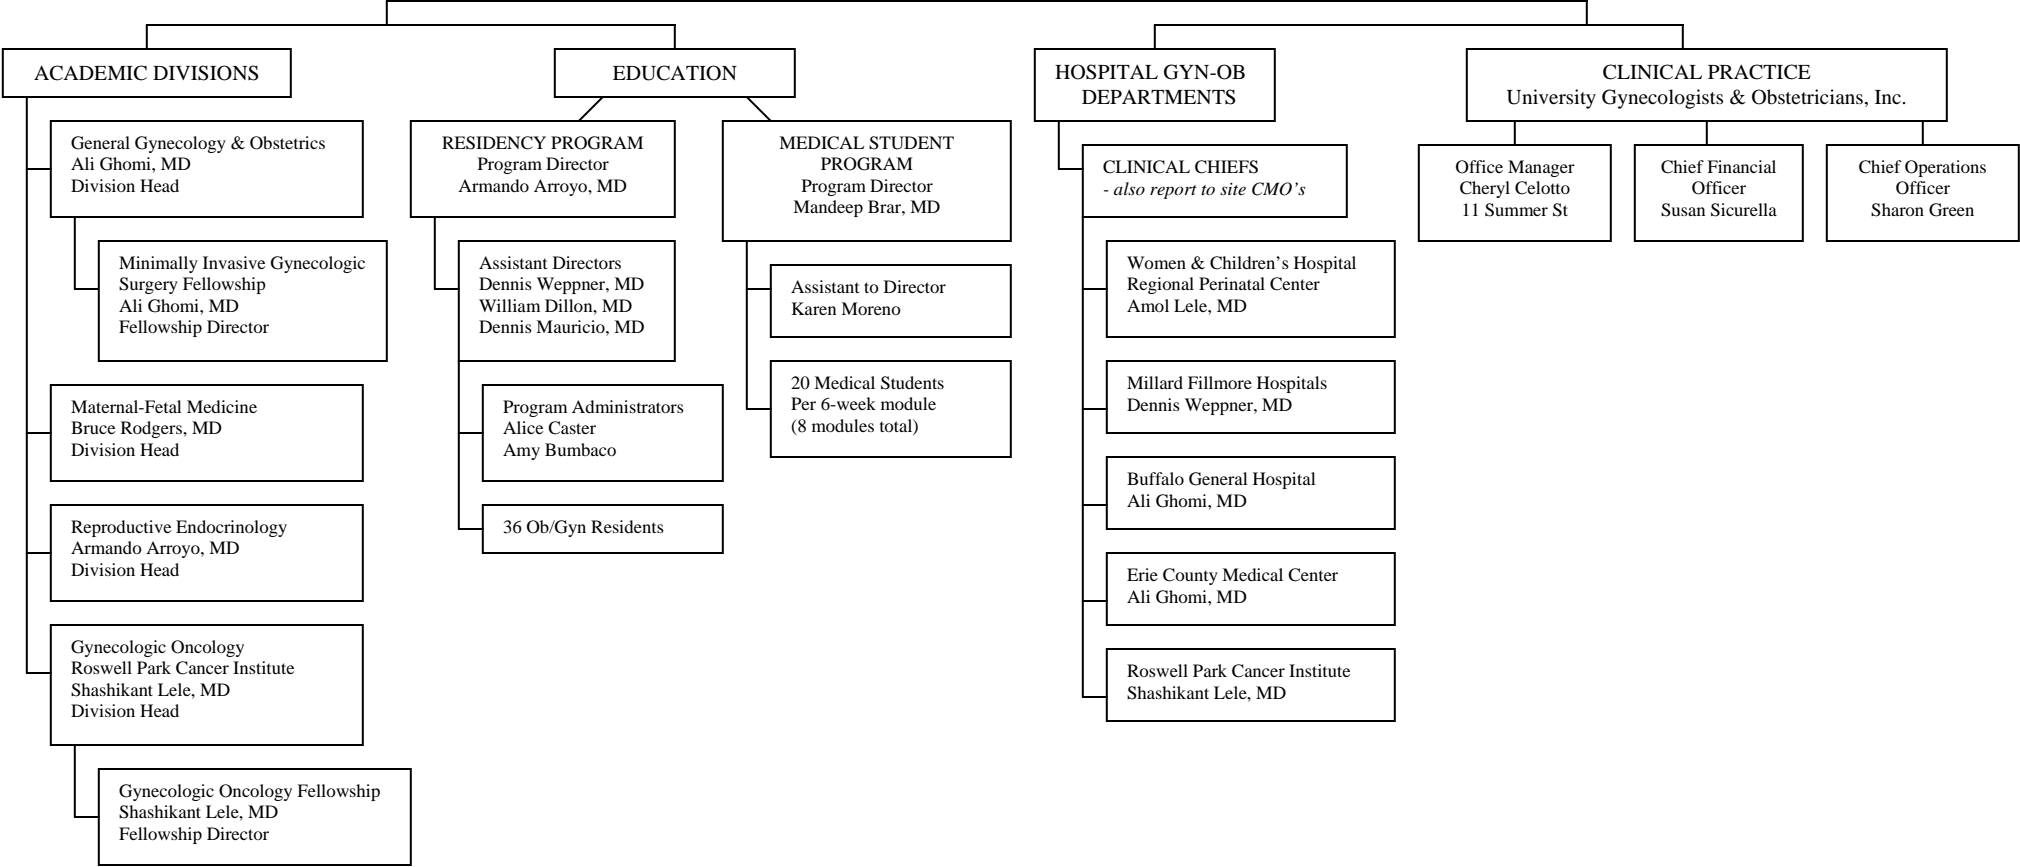 ACADEMIC DIVISIONS
General Gynecology & Obstetrics
Ali Ghomi, MD
Division Head
Minimally Invasive Gynecologic
Surgery Fellowship
Ali Ghomi, MD
Fellowship Director
Maternal-Fetal Medicine
Bruce Rodgers, MD
Division Head
Reproductive Endocrinology
Armando Arroyo, MD
Division Head
Gynecologic Oncology
Roswell Park Cancer Institute
Shashikant Lele, MD
Division Head
Gynecologic Oncology Fellowship
Shashikant Lele, MD
Fellowship Director
EDUCATION
RESIDENCY PROGRAM
Program Director
Armando Arroyo, MD
Assistant Directors
Dennis Weppner, MD
William Dillon, MD
Dennis Mauricio, MD
Program Administrators
Alice Caster
Amy Bumbaco
36 Ob/Gyn Residents
MEDICAL STUDENT
PROGRAM
Program Director
Mandeep Brar, MD
Assistant to Director
Karen Moreno
20 Medical Students
Per 6-week module
(8 modules total)
HOSPITAL GYN-OB
DEPARTMENTS
CLINICAL CHIEFS
- also report to site CMO’s
Women & Children’s Hospital
Regional Perinatal Center
Amol Lele, MD
Millard Fillmore Hospitals
Dennis Weppner, MD
Buffalo General Hospital
Ali Ghomi, MD
Erie County Medical Center
Ali Ghomi, MD
Roswell Park Cancer Institute
Shashikant Lele, MD
CLINICAL PRACTICE
University Gynecologists & Obstetricians, Inc.
Office Manager
Cheryl Celotto
11 Summer St
Chief Financial
Officer
Susan Sicurella
Chief Operations
Officer
Sharon Green